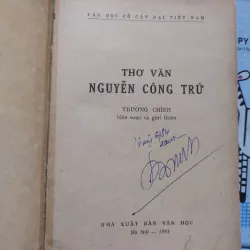 VĂN HỌC CỔ CẬN ĐẠI VIỆT NAM
THƠ VĂN
NGUYỄN CÔNG TRỨ
TRƯƠNG CHÍNH
biên soạn và giới thiệu
NHÀ XUẤT BẢN VĂN HỌC
Hà Nội — 1983